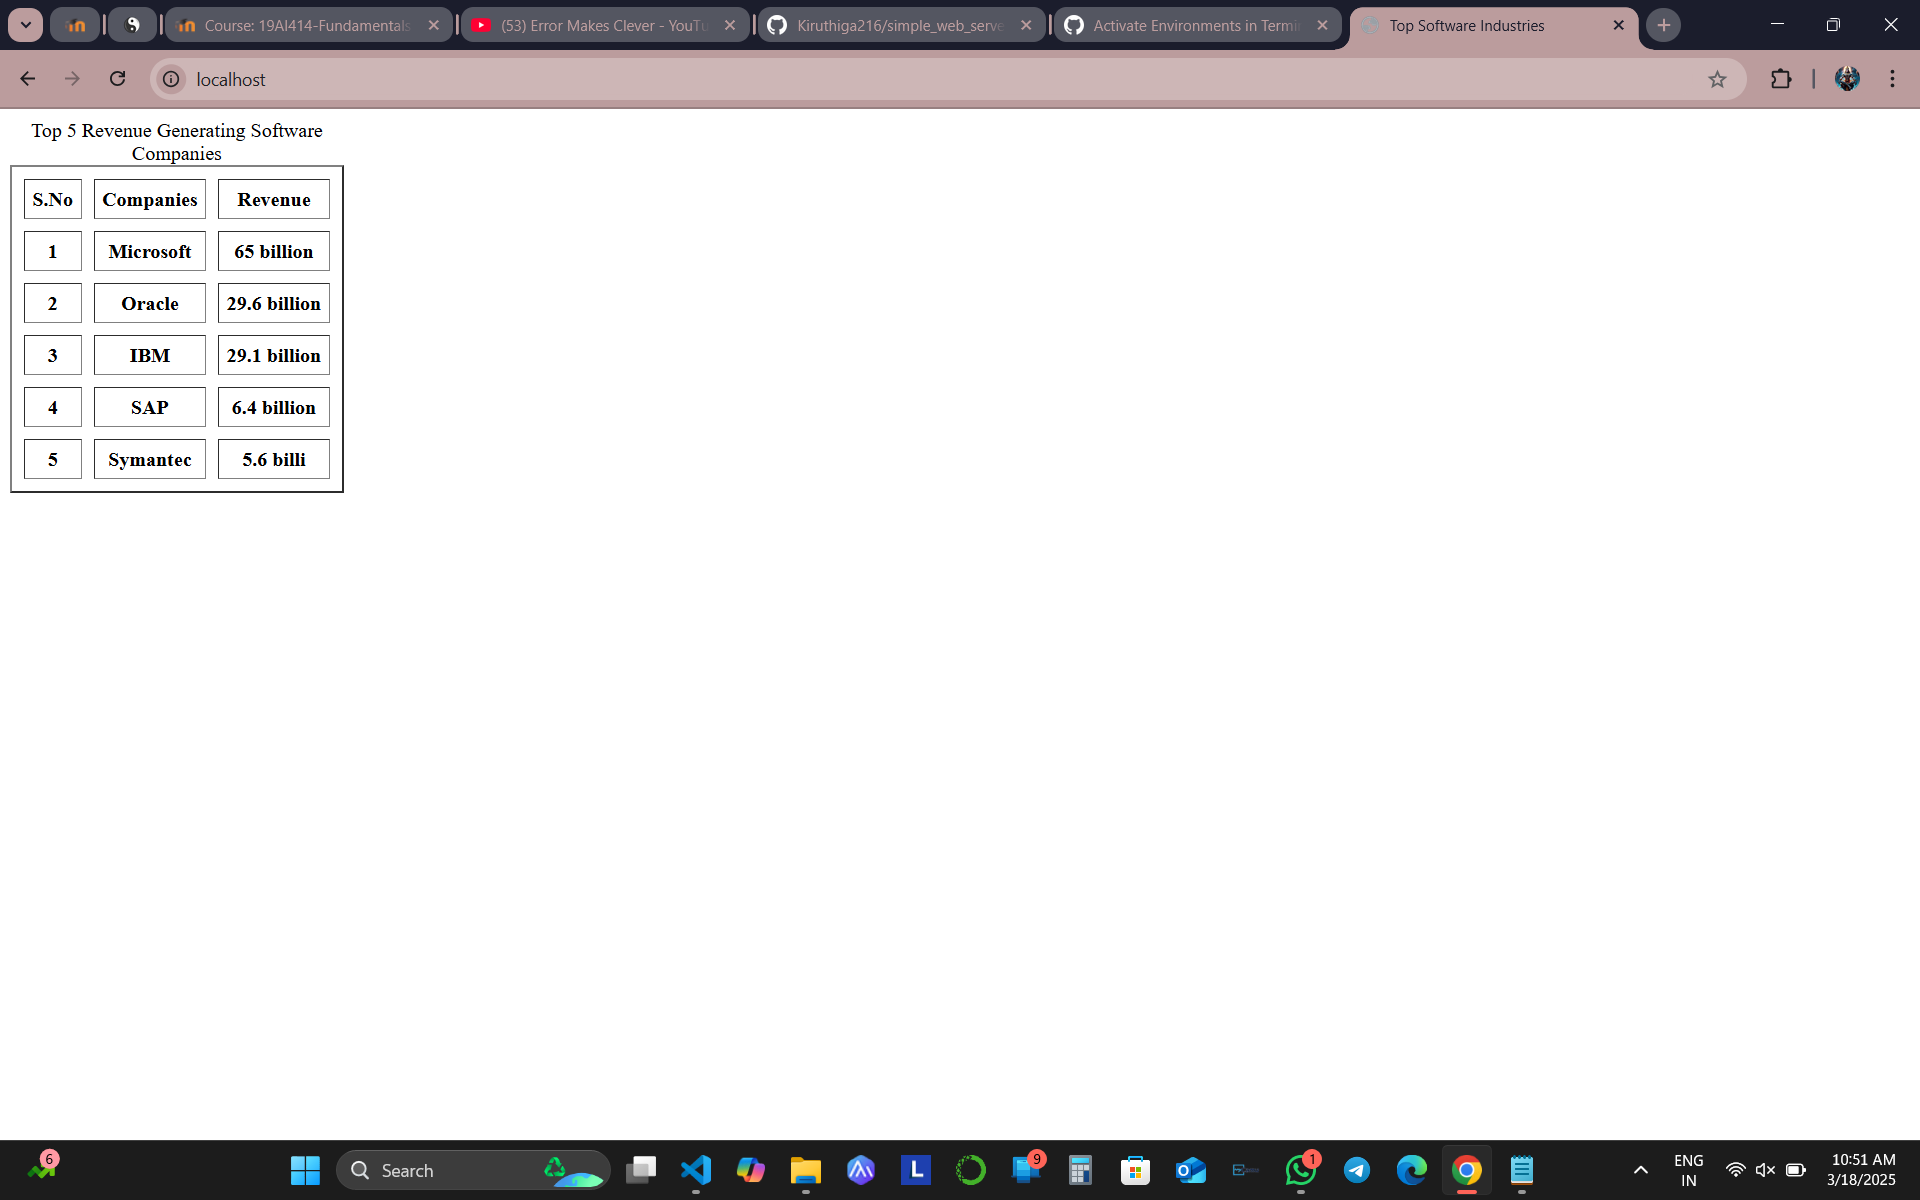 Course: 19AI414-Fundamentals
(53) Error Makes Clever - YouTu
Kiruthiga216/simple_web_serve
Activate Environments in Termi
Top Software Industries
localhost
Top 5 Revenue Generating Software
Companies
S.No Companies Revenue
1 Microsoft 65 billion
2 Oracle 29.6 billion
3 IBM 29.1 billion
4 SAP 6.4 billion
5 Symantec 5.6 billi
6
Search
L
9
1
ENG
IN
10:51 AM
3/18/2025